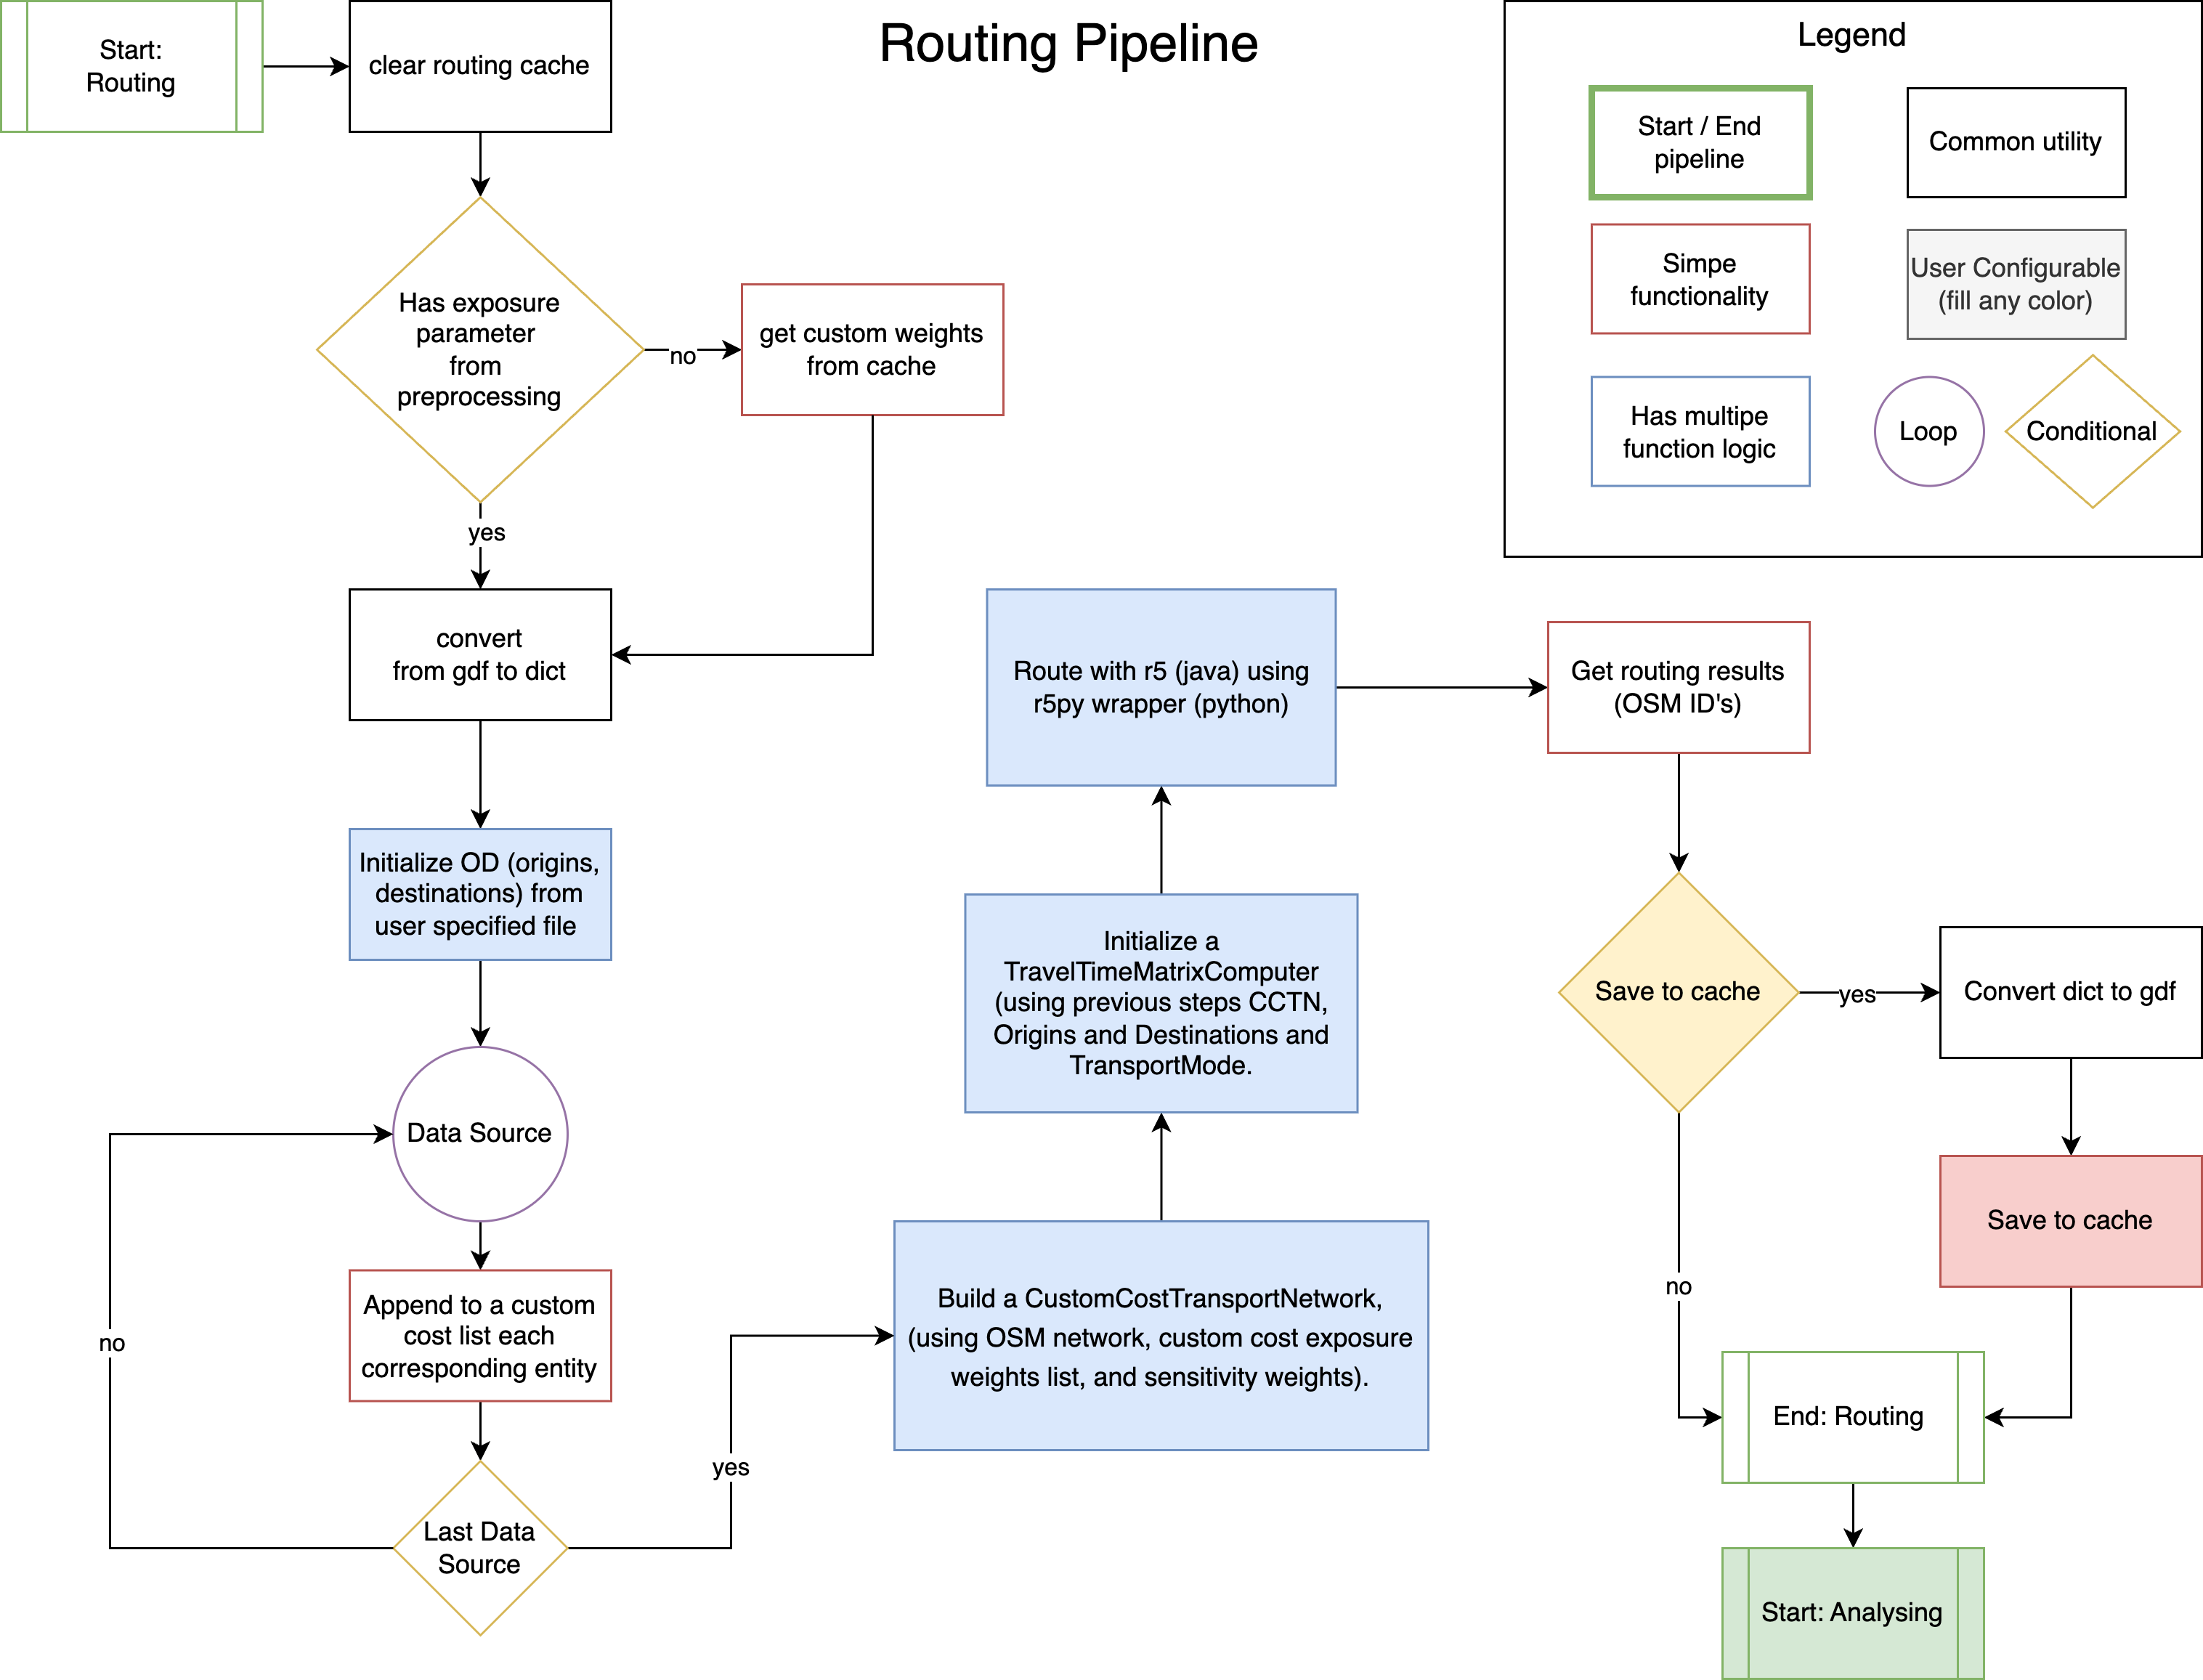 Routing Pipeline
Start:
Routing
clear routing cache
Has exposure
parameter
from
preprocessing
no
get custom weights
from cache
yes
convert
from gdf to dict
Initialize OD (origins,
destinations) from
user specified file
Data Source
Append to a custom
cost list each
corresponding entity
Last Data
Source
no
yes
Build a CustomCostTransportNetwork,
(using OSM network, custom cost exposure
weights list, and sensitivity weights).
Initialize a
TravelTimeMatrixComputer
(using previous steps CCTN,
Origins and Destinations and
TransportMode.
Route with r5 (java) using
r5py wrapper (python)
Get routing results
(OSM ID's)
Save to cache
yes
Convert dict to gdf
Save to cache
no
End: Routing
Start: Analysing
Legend
Start / End
pipeline
Common utility
Simpe
functionality
User Configurable
(fill any color)
Has multipe
function logic
Loop
Conditional